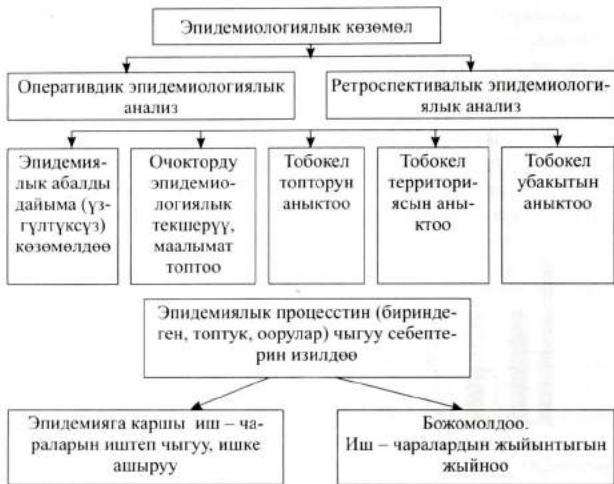 Эпидемиологиялык көзөмөл
Оперативдик эпидемиологиялык
анализ
Ретроспективалык эпидемиологи-
ялык анализ
Эпидемия-
лык абалды
дайыма (үз-
гүлтүксүз)
көзөмөлдөө
Очокторду
эпидемио-
логиялык
текшерүү,
маалымат
топтоо
Тобокел
топторун
аныктоо
Тобокел
территори-
ясын аны-
ктоо
Тобокел
убакытын
аныктоо
Эпидемиялык процесстин (биринде-
ген, топтук, оорулар) чыгуу себепте-
рин изилдөө
Эпидемияга каршы иш – ча-
раларын иштеп чыгуу, ишке
ашыруу
Божомолдоо.
Иш – чаралардын жыйынтыгын
жыйноо